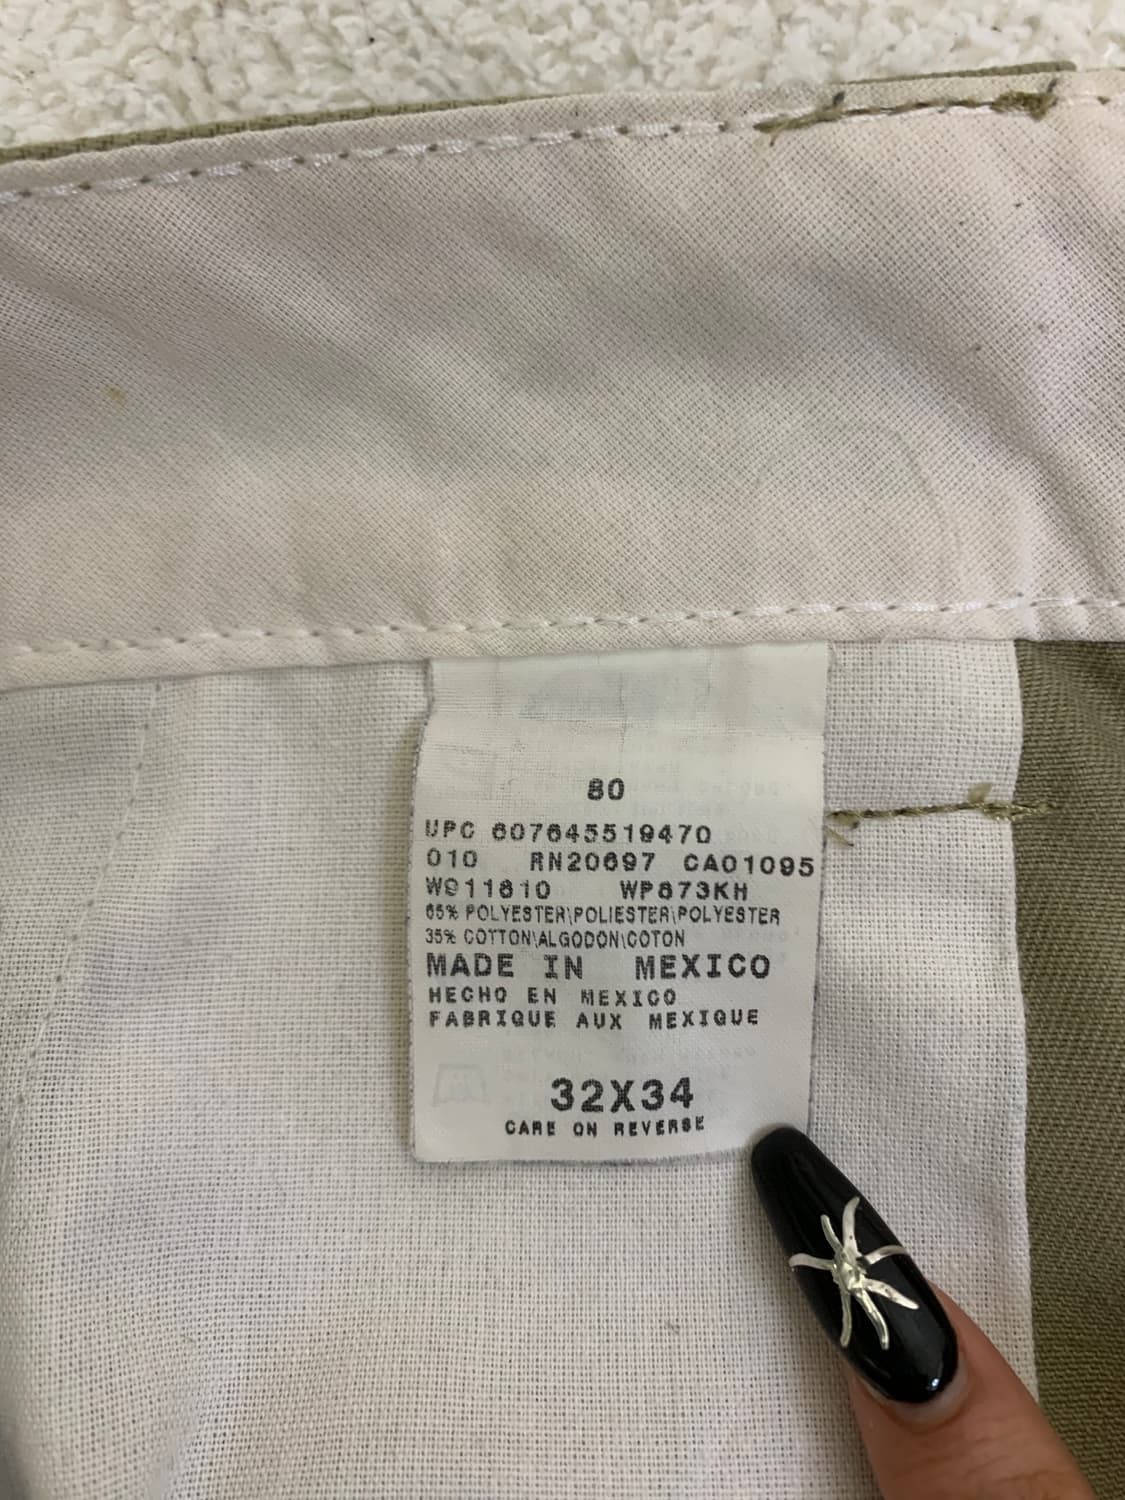 80
UPC 607645519470
010 RN20697 CA01095
W911610 WP873KH
65% POLYESTER\POLIESTER\POLYESTER
35% COTTON\ALGODON\COTON
MADE IN MEXICO
HECHO EN MEXICO
FABRIQUE AUX MEXIQUE
32X34
CARE ON REVERSE